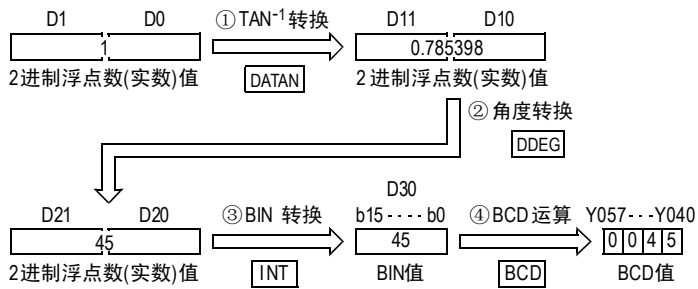 D1 D0 ①TAN-1转换 D11 D10
1 0.785398
2进制浮点数(实数)值 DATAN 2进制浮点数(实数)值
②角度转换
DDEG
D30
D21 D20 ③BIN 转换 b15 - - - - b0 ④BCD运算 Y057- - -Y040
45 45 0 0 4 5
2进制浮点数(实数)值 INT BIN值 BCD BCD值